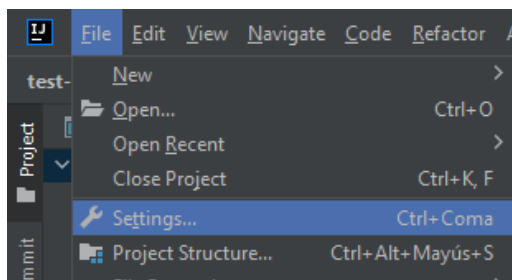 IJ
File Edit View Navigate Code Refactor
test-
New
Open... Ctrl+O
Open Recent
Close Project Ctrl+K, F
Settings... Ctrl+Coma
Project Structure... Ctrl+Alt+Mayús+S
Project